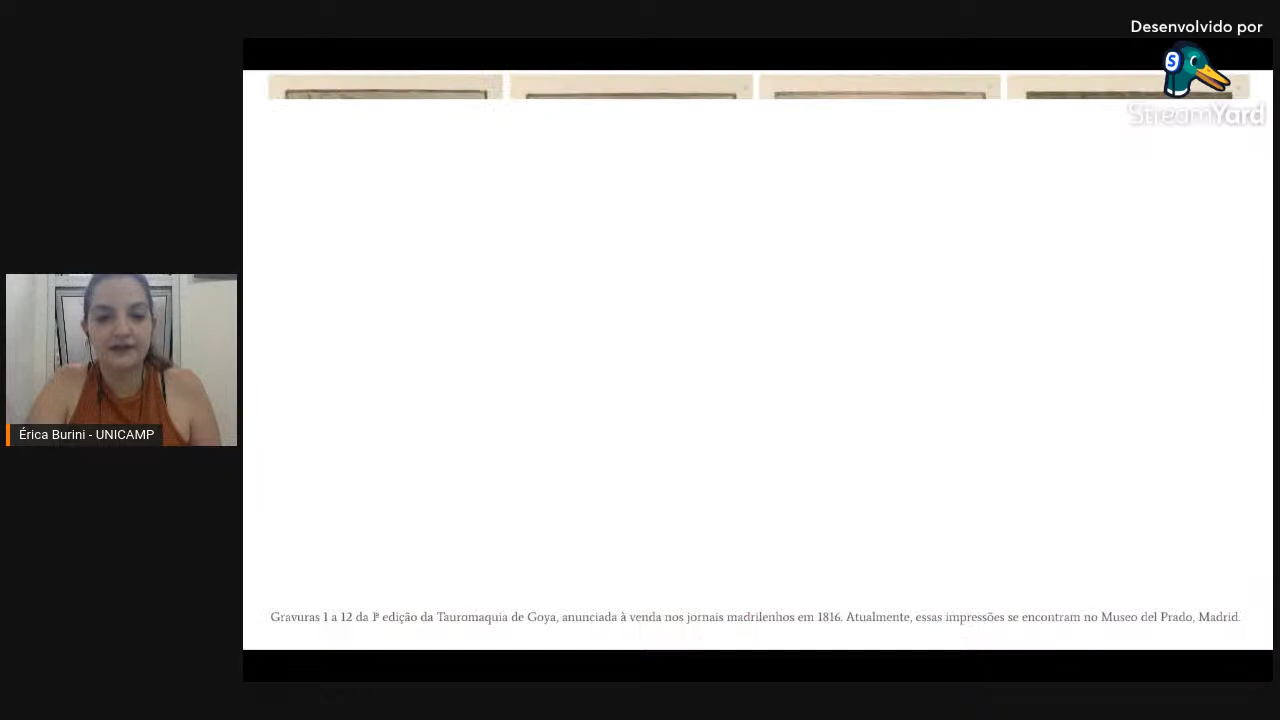 Desenvolvido por
S
StreamYard
Érica Burini - UNICAMP
Gravuras 1 a 12 da 1ª edição da Tauromaquia de Goya, anunciada à venda nos jornais madrilenhos em 1816. Atualmente, essas impressões se encontram no Museo del Prado, Madrid.